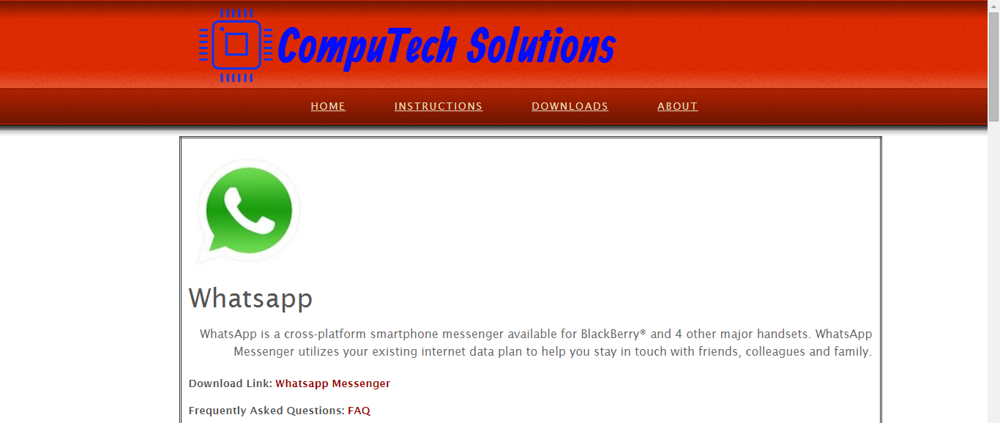 CompuTech Solutions
HOME INSTRUCTIONS DOWNLOADS ABOUT
Whatsapp
WhatsApp is a cross-platform smartphone messenger available for BlackBerry® and 4 other major handsets. WhatsApp
Messenger utilizes your existing internet data plan to help you stay in touch with friends, colleagues and family.
Download Link: Whatsapp Messenger
Frequently Asked Questions: FAQ